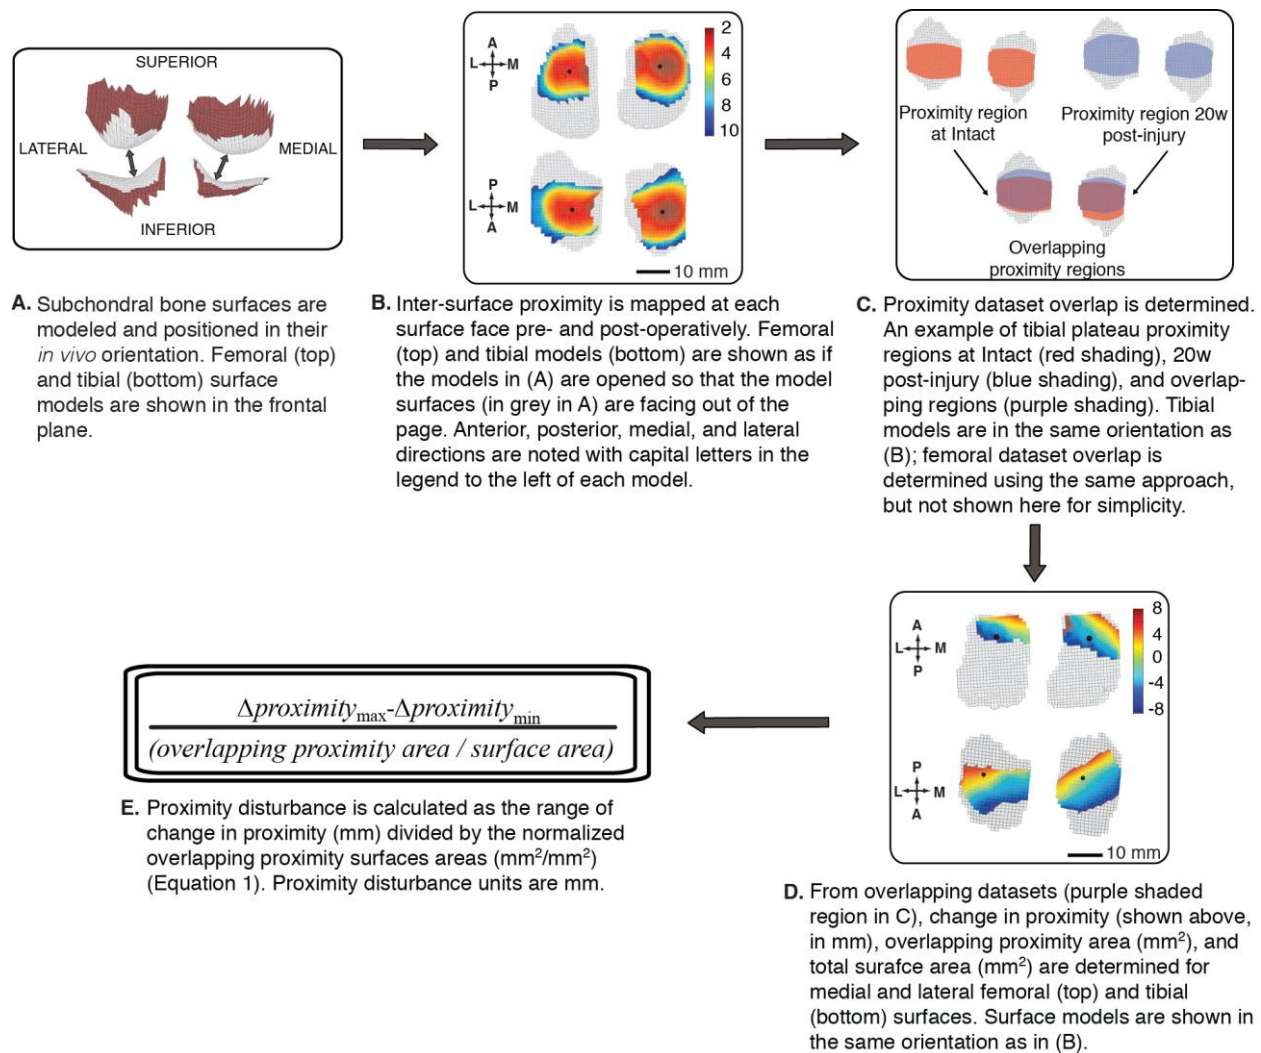 SUPERIOR
LATERAL
MEDIAL
INFERIOR
A. Subchondral bone surfaces are
modeled and positioned in their
in vivo orientation. Femoral (top)
and tibial (bottom) surface
models are shown in the frontal
plane.
A
L M
P
P
L M
A
2
4
6
8
10
10 mm
B. Inter-surface proximity is mapped at each
surface face pre- and post-operatively. Femoral
(top) and tibial models (bottom) are shown as if
the models in (A) are opened so that the model
surfaces (in grey in A) are facing out of the
page. Anterior, posterior, medial, and lateral
directions are noted with capital letters in the
legend to the left of each model.
Proximity region
at Intact
Proximity region 20w
post-injury
Overlapping
proximity regions
C. Proximity dataset overlap is determined.
An example of tibial plateau proximity
regions at Intact (red shading), 20w
post-injury (blue shading), and overlap-
ping regions (purple shading). Tibial
models are in the same orientation as
(B); femoral dataset overlap is
determined using the same approach,
but not shown here for simplicity.
A
L M
P
P
L M
A
8
4
0
-4
-8
10 mm
D. From overlapping datasets (purple shaded
region in C), change in proximity (shown above,
in mm), overlapping proximity area (mm²), and
total surafce area (mm²) are determined for
medial and lateral femoral (top) and tibial
(bottom) surfaces. Surface models are shown in
the same orientation as in (B).
Δproximitymax-Δproximitymin
(overlapping proximity area / surface area)
E. Proximity disturbance is calculated as the range of
change in proximity (mm) divided by the normalized
overlapping proximity surfaces areas (mm²/mm²)
(Equation 1). Proximity disturbance units are mm.